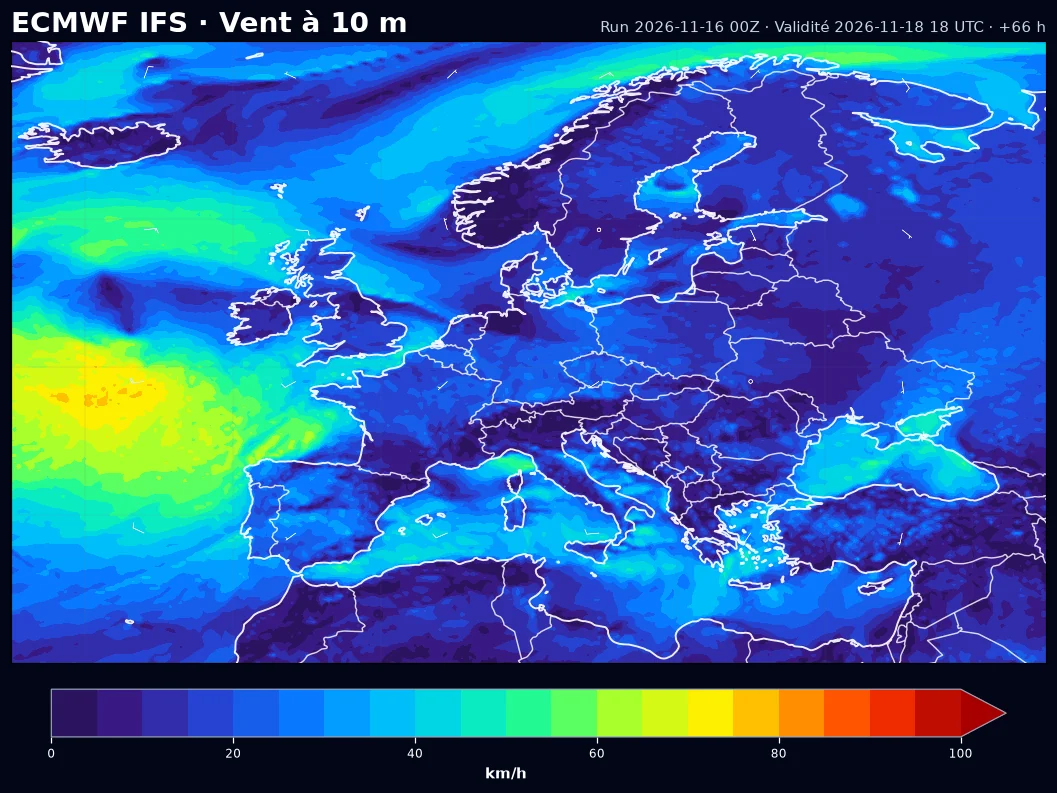 ECMWF IFS · Vent à 10 m
Run 2026-11-16 00Z · Validité 2026-11-18 18 UTC · +66 h
0 20 40 60 80 100
km/h